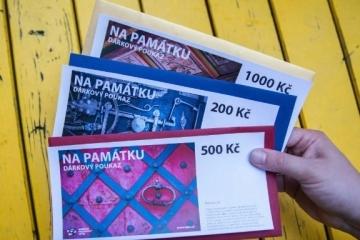 NA PAMÁTKU
DÁRKOVÝ POUKAZ
1000 Kč
NA PAMÁTKU
DÁRKOVÝ POUKAZ
200 Kč
NA PAMÁTKU
DÁRKOVÝ POUKAZ
500 Kč